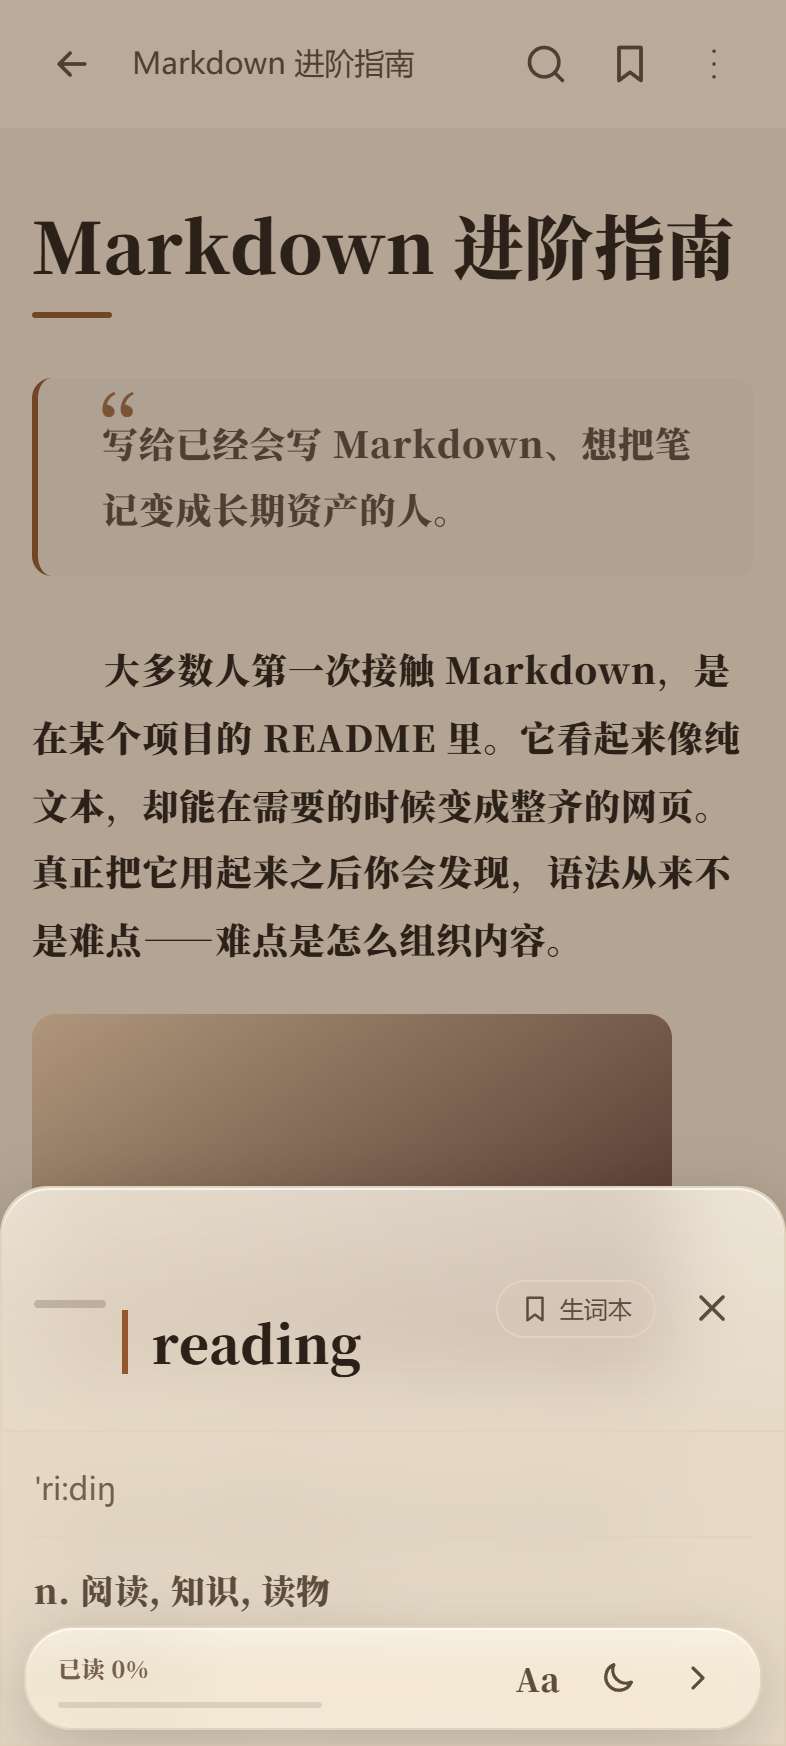 Markdown 进阶指南
Markdown 进阶指南
“
写给已经会写 Markdown、想把笔
记变成长期资产的人。
大多数人第一次接触 Markdown，是
在某个项目的 README 里。它看起来像纯
文本，却能在需要的时候变成整齐的网页。
真正把它用起来之后你会发现，语法从来不
是难点——难点是怎么组织内容。
reading
生词本
'ri:diŋ
n. 阅读, 知识, 读物
已读 0%
Aa